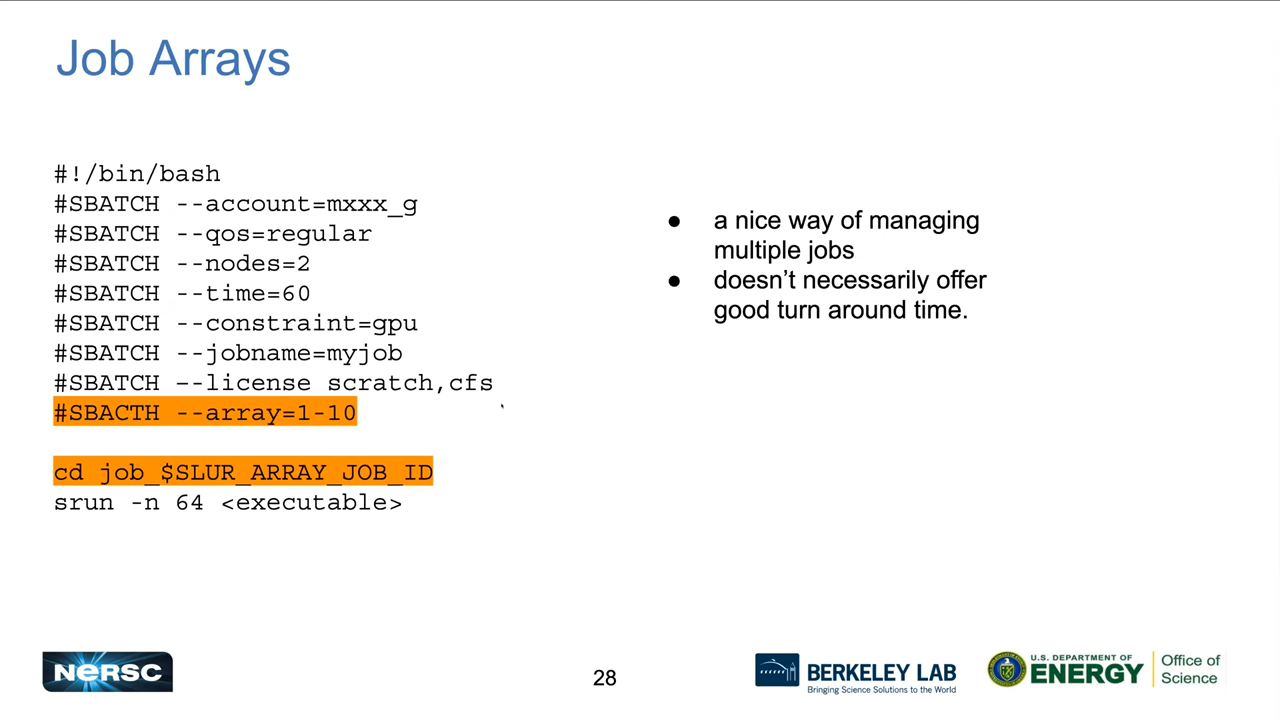 Job Arrays
#!/bin/bash
#SBATCH --account=mxxx_g
#SBATCH --qos=regular
#SBATCH --nodes=2
#SBATCH --time=60
#SBATCH --constraint=gpu
#SBATCH --jobname=myjob
#SBATCH –-license scratch,cfs
#SBACTH --array=1-10
cd job_$SLUR_ARRAY_JOB_ID
srun -n 64 <executable>
● a nice way of managing
multiple jobs
● doesn’t necessarily offer
good turn around time.
NERSC
28
BERKELEY LAB
Bringing Science Solutions to the World
U.S. DEPARTMENT OF
ENERGY
Office of
Science